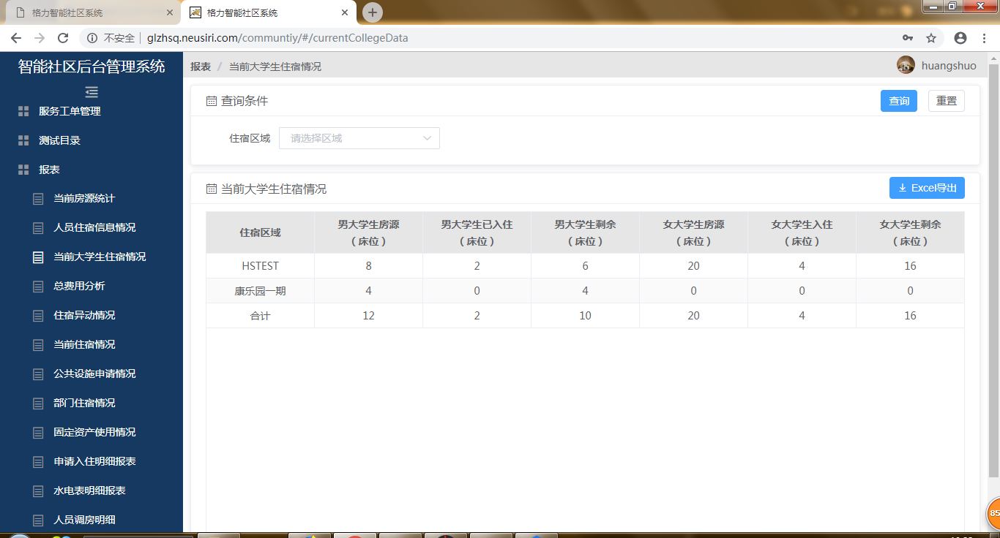 格力智能社区系统
格力智能社区系统
不安全
glzhsq.neusiri.com/communtiy/#/currentCollegeData
智能社区后台管理系统
服务工单管理
测试目录
报表
当前房源统计
人员住宿信息情况
当前大学生住宿情况
总费用分析
住宿异动情况
当前住宿情况
公共设施申请情况
部门住宿情况
固定资产使用情况
申请入住明细报表
水电表明细报表
人员调房明细
报表 / 当前大学生住宿情况
huangshuo
查询条件
查询 重置
住宿区域 请选择区域
当前大学生住宿情况
Excel导出
住宿区域 男大学生房源（床位） 男大学生已入住（床位） 男大学生剩余（床位） 女大学生房源（床位） 女大学生入住（床位） 女大学生剩余（床位）
HSTEST 8 2 6 20 4 16
康乐园一期 4 0 4 0 0 0
合计 12 2 10 20 4 16
85